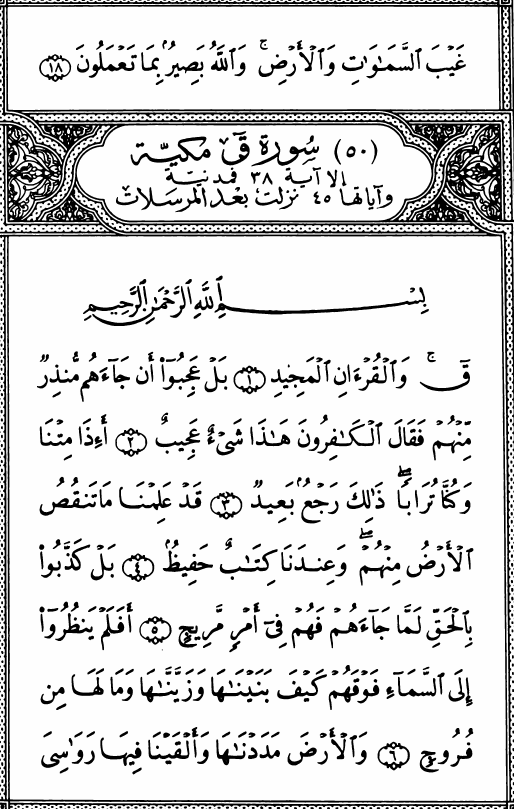 غَيْبَ ٱلسَّمَٰوَٰتِ وَٱلْأَرْضِ ۚ وَٱللَّهُ بَصِيرُۢ بِمَا تَعْمَلُونَ ١٨
(٥٠) سُورَة قٓ مَكيّة
إلا آية ٣٨ فمدنية
وآياتها ٤٥ نزلت بعد المرسلات
بِسْمِ ٱللَّهِ ٱلرَّحْمَٰنِ ٱلرَّحِيمِ
قٓ ۚ وَٱلْقُرْءَانِ ٱلْمَجِيدِ ١ بَلْ عَجِبُوٓا۟ أَن جَآءَهُم مُّنذِرٌ
مِّنْهُمْ فَقَالَ ٱلْكَٰفِرُونَ هَٰذَا شَىْءٌ عَجِيبٌ ٢ أَءِذَا مِتْنَا
وَكُنَّا تُرَابًا ۖ ذَٰلِكَ رَجْعُۢ بَعِيدٌ ٣ قَدْ عَلِمْنَا مَا تَنقُصُ
ٱلْأَرْضُ مِنْهُمْ ۖ وَعِندَنَا كِتَٰبٌ حَفِيظُۢ ٤ بَلْ كَذَّبُوا۟
بِٱلْحَقِّ لَمَّا جَآءَهُمْ فَهُمْ فِىٓ أَمْرٍ مَّرِيجٍ ٥ أَفَلَمْ يَنظُرُوٓا۟
إِلَى ٱلسَّمَآءِ فَوْقَهُمْ كَيْفَ بَنَيْنَٰهَا وَزَيَّنَّٰهَا وَمَا لَهَا مِن
فُرُوجٍ ٦ وَٱلْأَرْضَ مَدَدْنَٰهَا وَأَلْقَيْنَا فِيهَا رَوَٰسِىَ